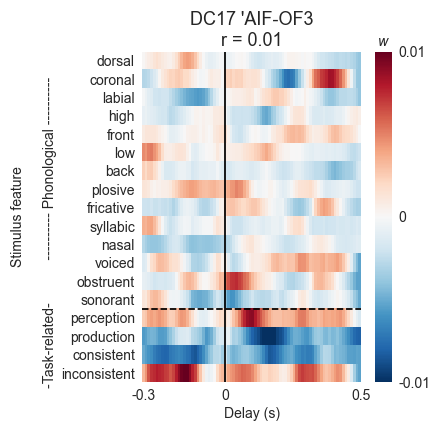 DC17 'AIF-OF3
r = 0.01
w
dorsal
coronal
labial
high
front
low
back
plosive
fricative
syllabic
nasal
voiced
obstruent
sonorant
perception
production
consistent
inconsistent
Stimulus feature
-Task-related- ---------- Phonological ----------
0.01
0
-0.01
-0.3
0
0.5
Delay (s)